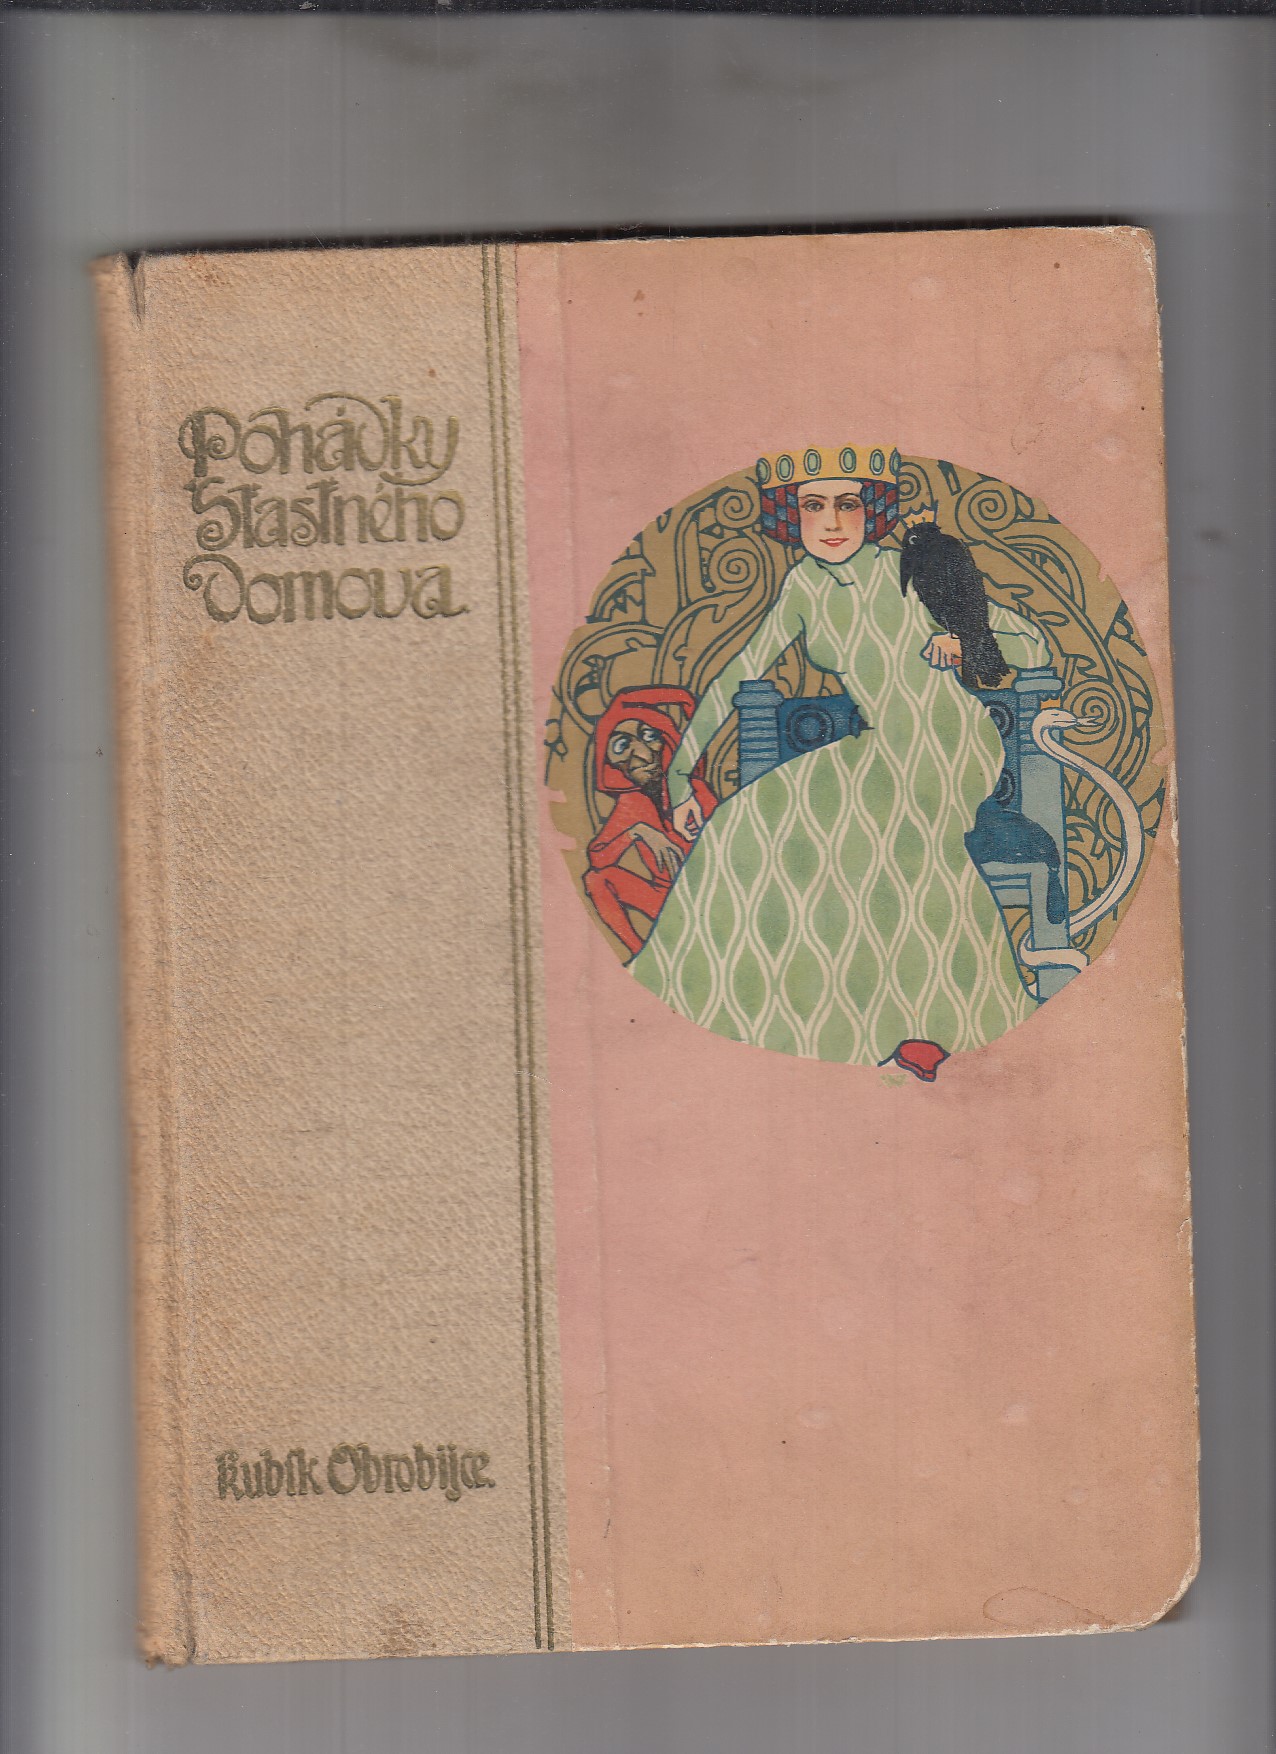 Pohádky
Šťastného
Domova
Kubík Obrobijce.